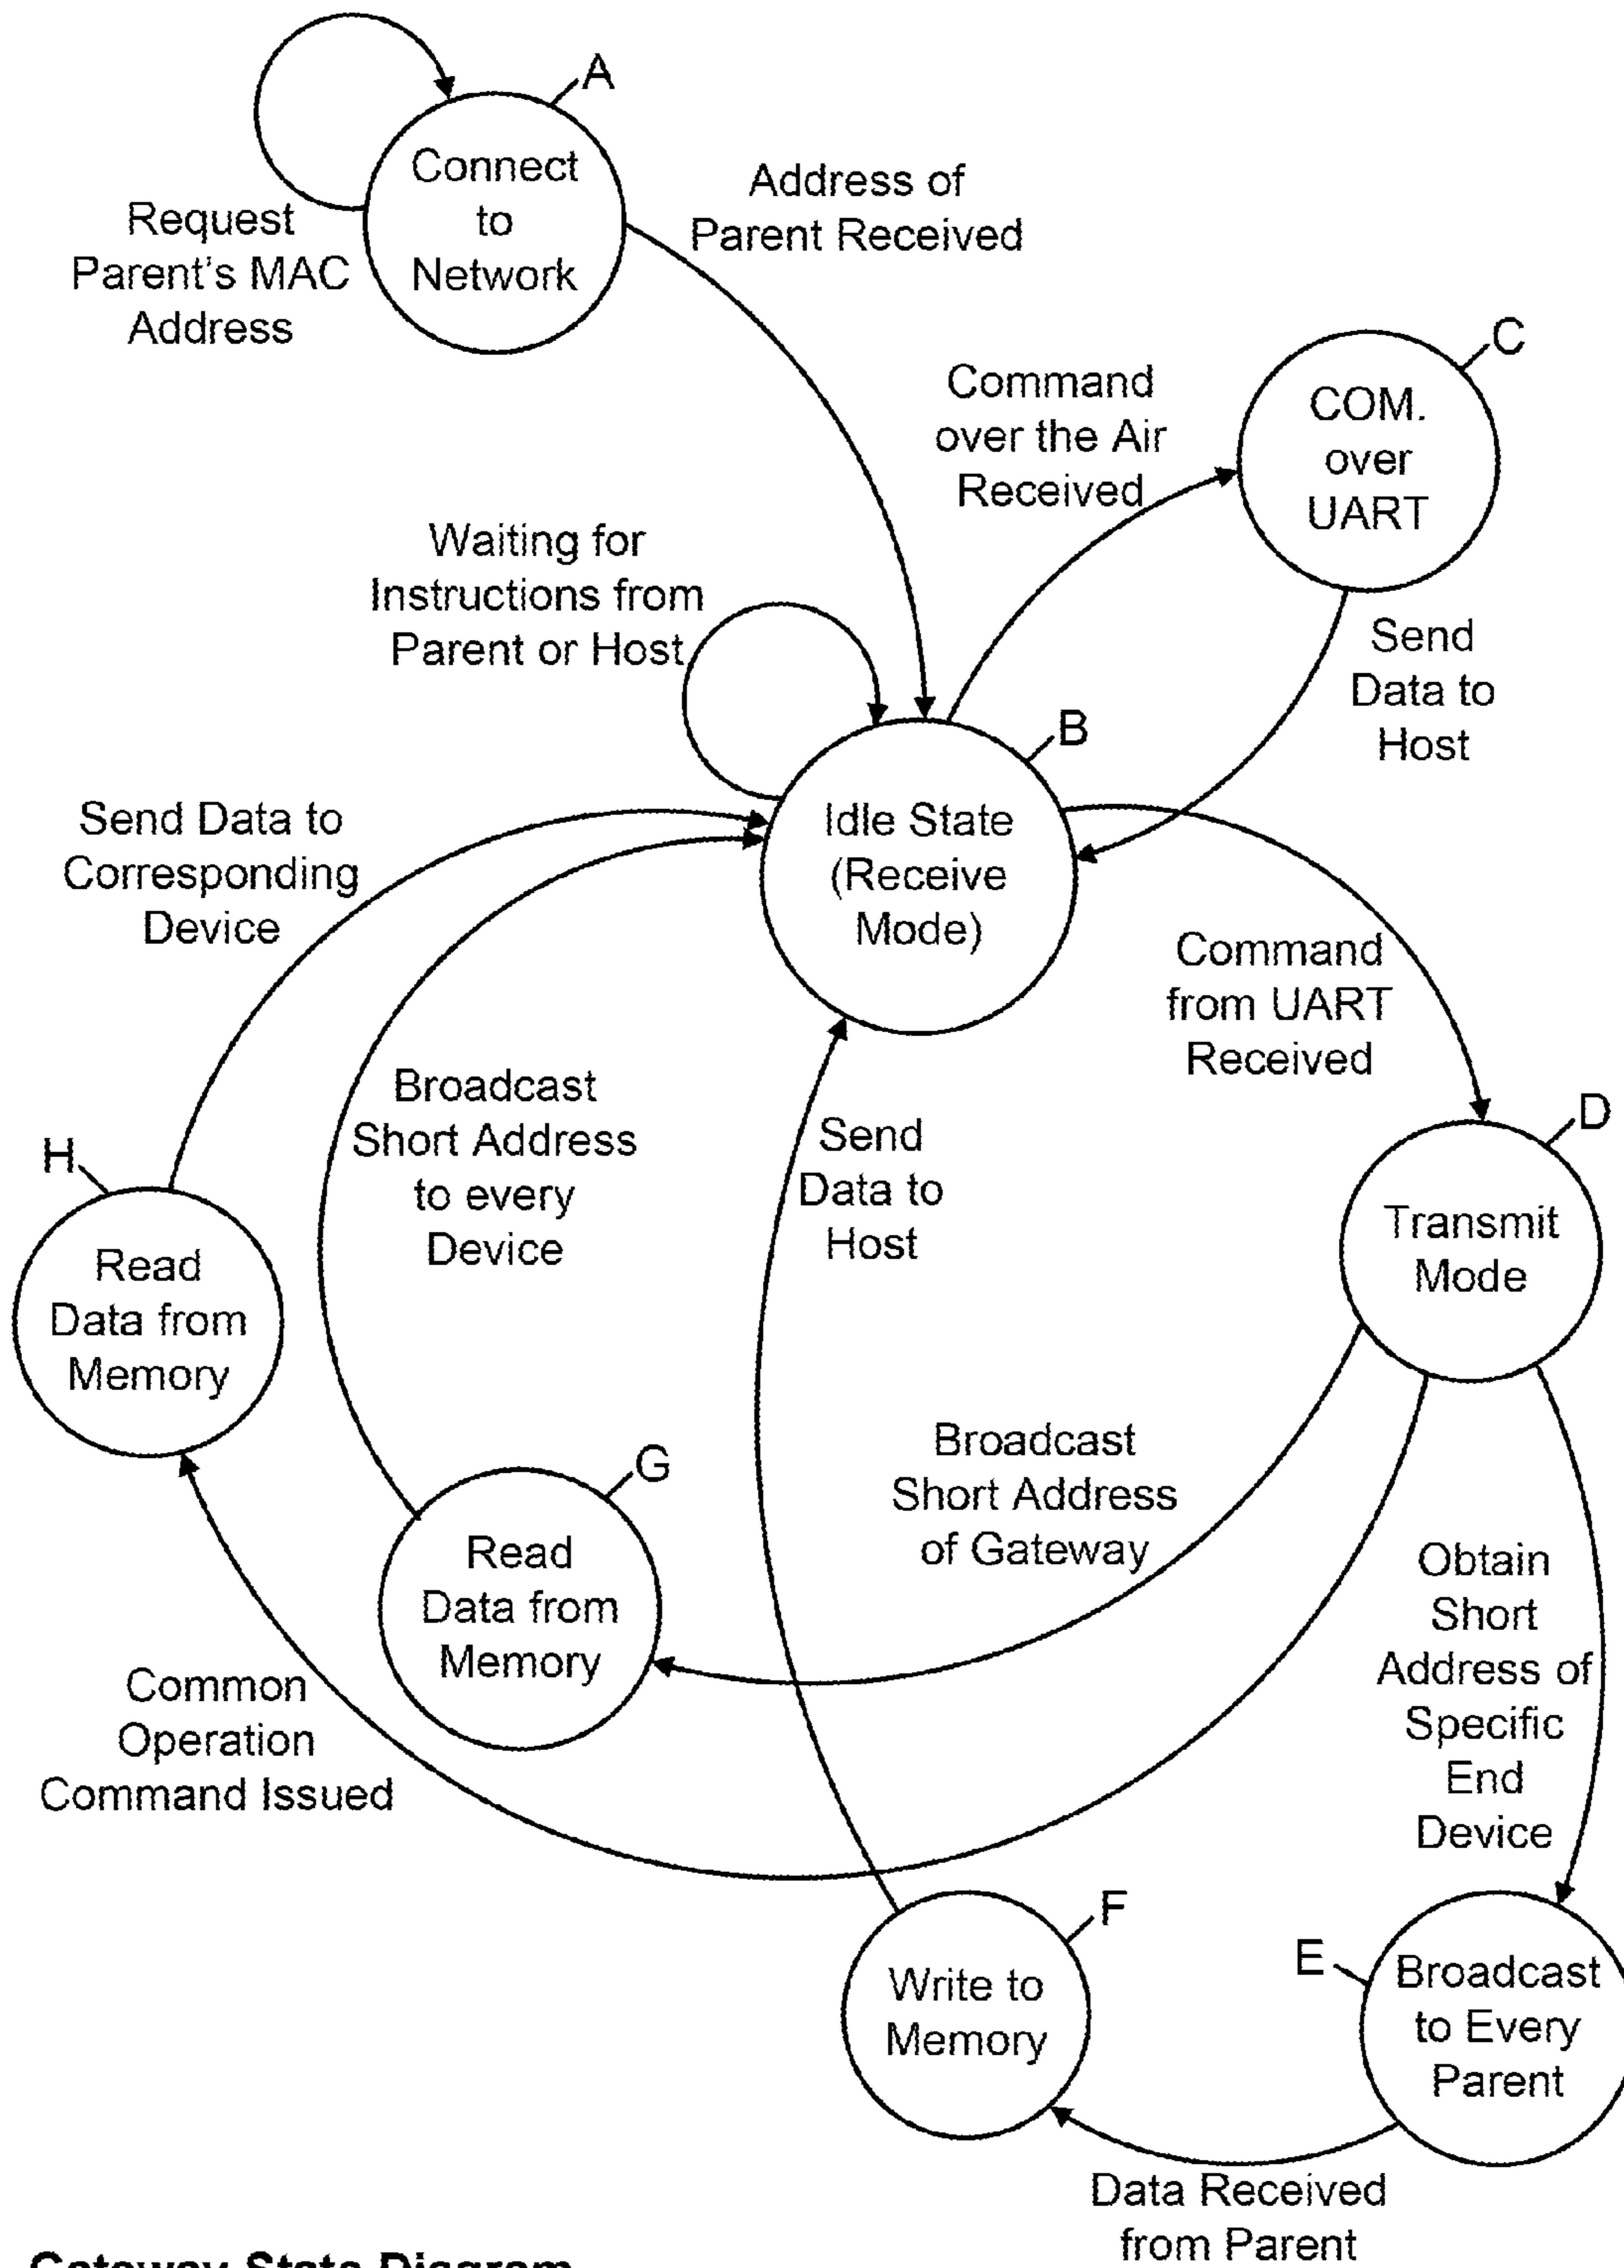 A
Connect
to
Network
Request
Parent's MAC
Address
Address of
Parent Received
C
COM.
over
UART
Command
over the Air
Received
Waiting for
Instructions from
Parent or Host
Send
Data to
Host
B
Idle State
(Receive
Mode)
Send Data to
Corresponding
Device
Command
from UART
Received
Broadcast
Short Address
to every
Device
Send
Data to
Host
D
Transmit
Mode
H
Read
Data from
Memory
G
Read
Data from
Memory
Broadcast
Short Address
of Gateway
Obtain
Short
Address of
Specific
End
Device
Common
Operation
Command Issued
F
Write to
Memory
E
Broadcast
to Every
Parent
Data Received
from Parent
Gateway State Diagram